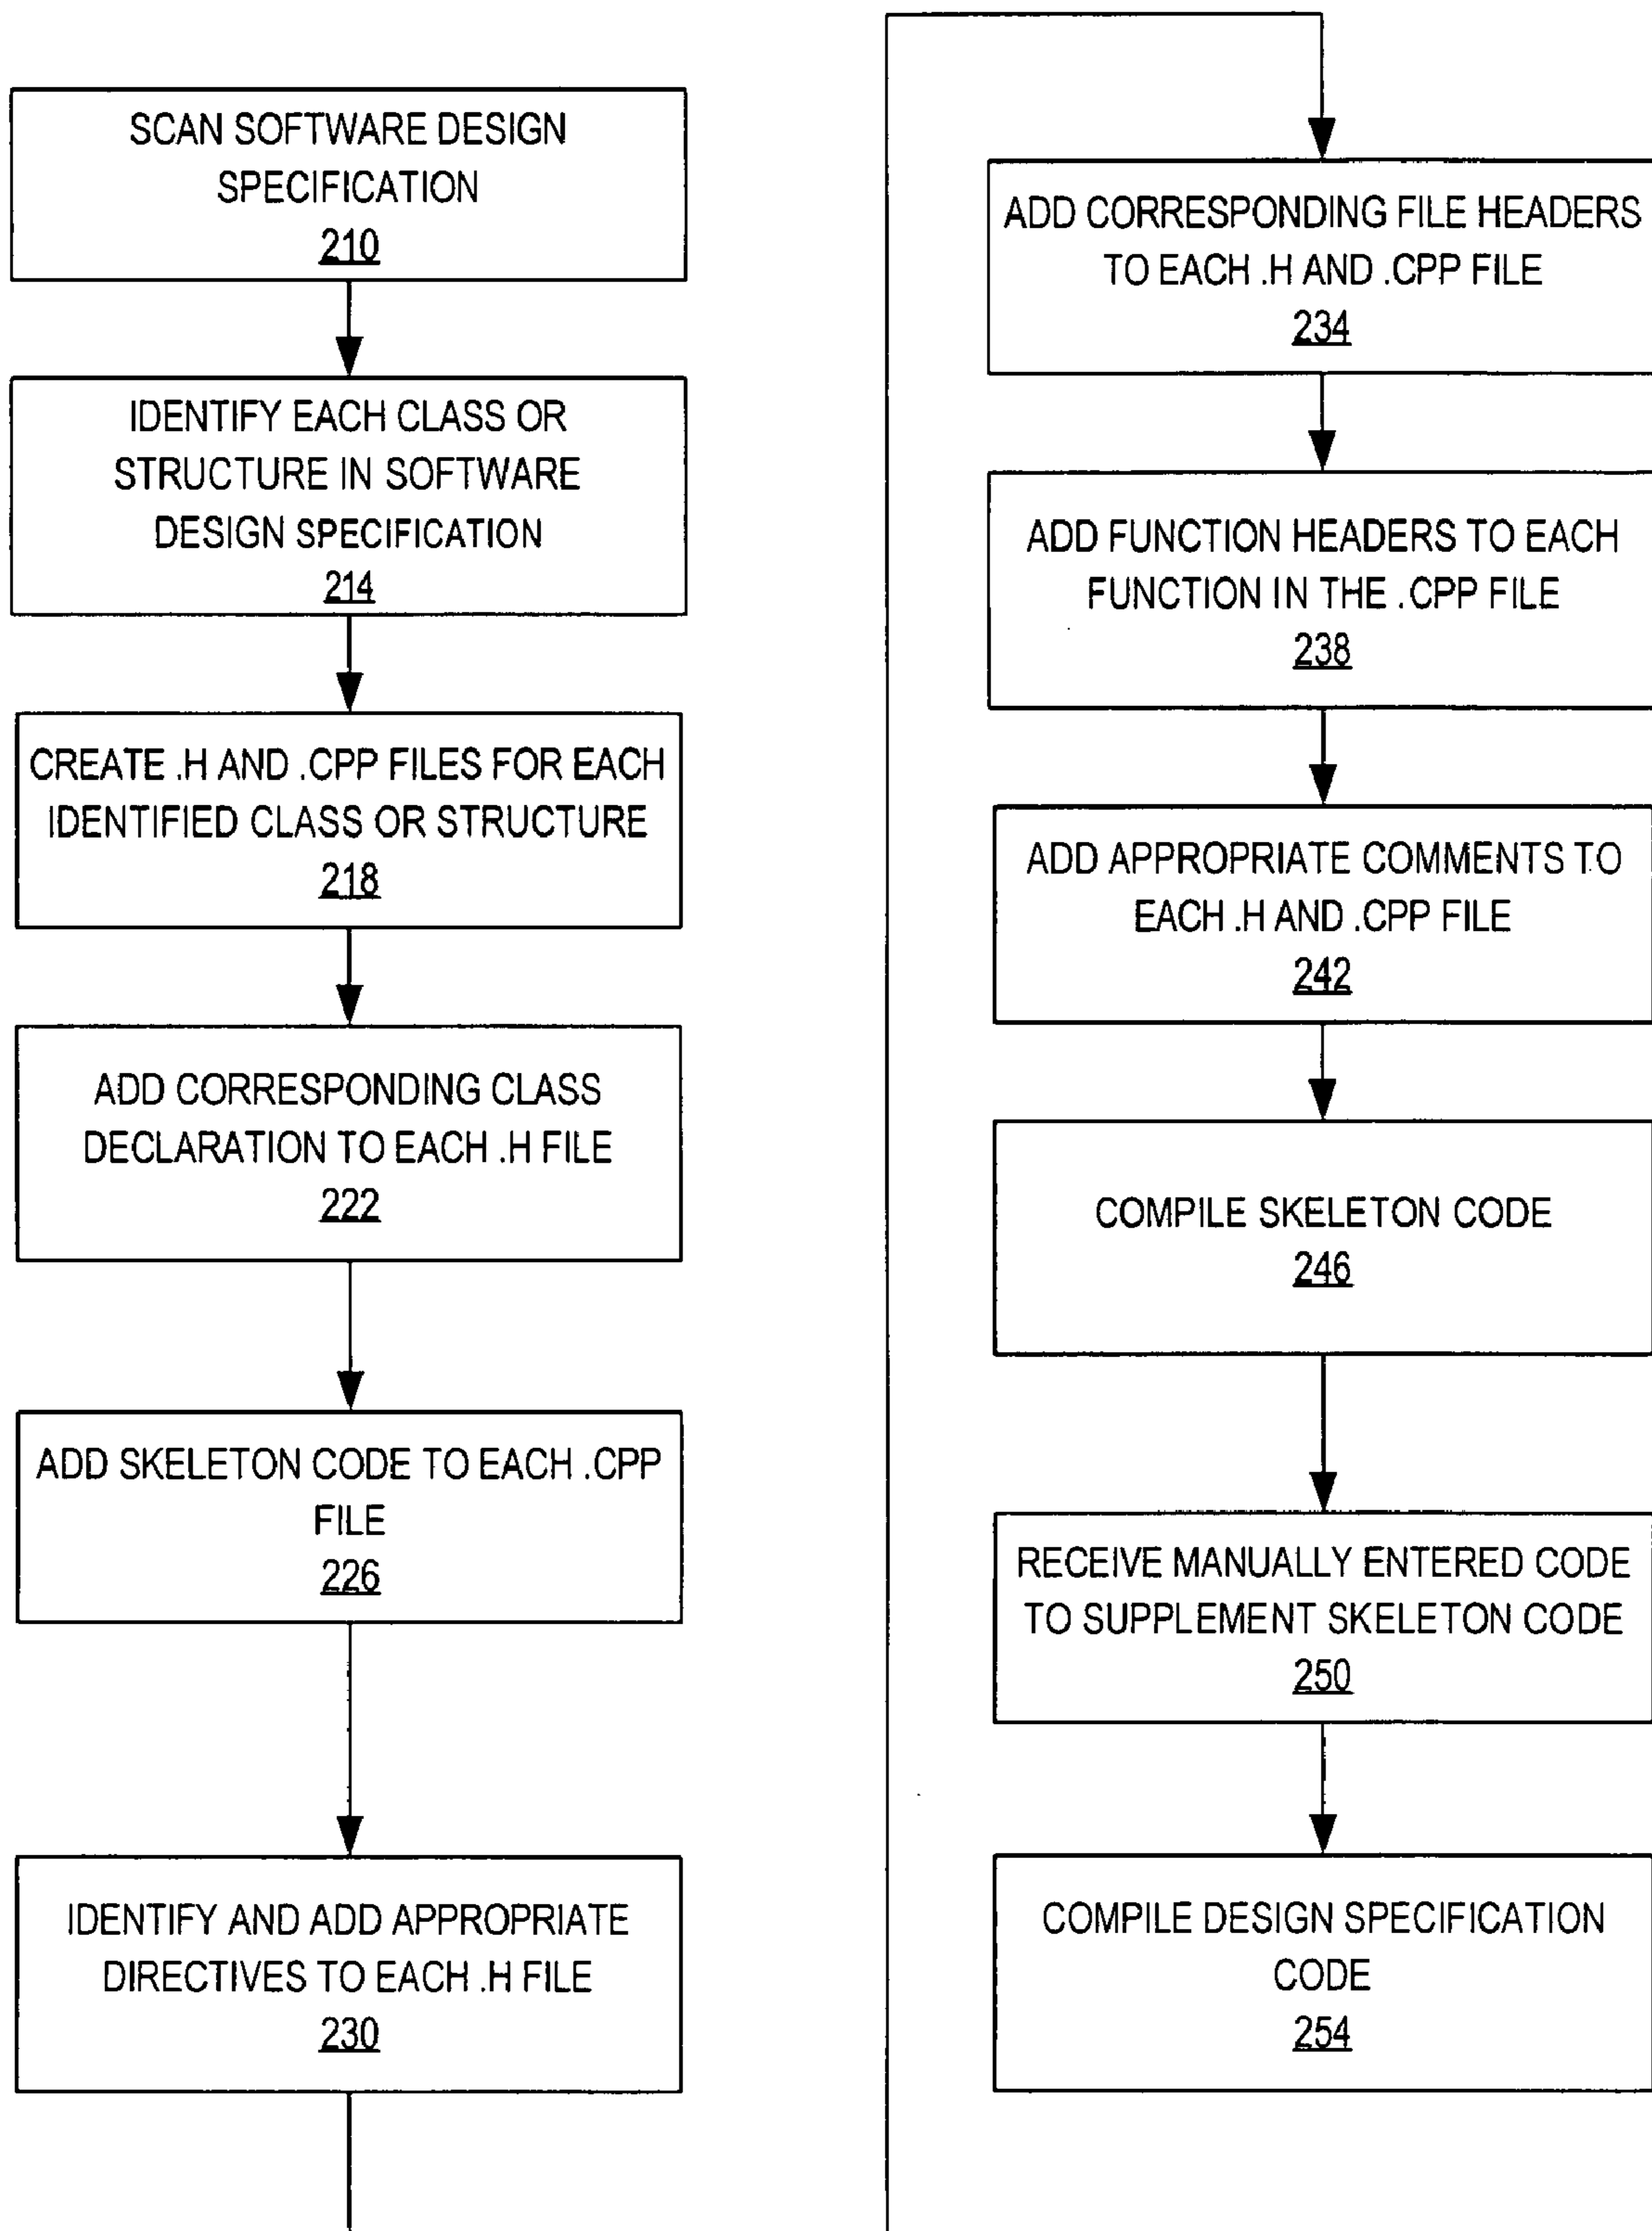 SCAN SOFTWARE DESIGN
SPECIFICATION
210
IDENTIFY EACH CLASS OR
STRUCTURE IN SOFTWARE
DESIGN SPECIFICATION
214
CREATE .H AND .CPP FILES FOR EACH
IDENTIFIED CLASS OR STRUCTURE
218
ADD CORRESPONDING CLASS
DECLARATION TO EACH .H FILE
222
ADD SKELETON CODE TO EACH .CPP
FILE
226
IDENTIFY AND ADD APPROPRIATE
DIRECTIVES TO EACH .H FILE
230
ADD CORRESPONDING FILE HEADERS
TO EACH .H AND .CPP FILE
234
ADD FUNCTION HEADERS TO EACH
FUNCTION IN THE .CPP FILE
238
ADD APPROPRIATE COMMENTS TO
EACH .H AND .CPP FILE
242
COMPILE SKELETON CODE
246
RECEIVE MANUALLY ENTERED CODE
TO SUPPLEMENT SKELETON CODE
250
COMPILE DESIGN SPECIFICATION
CODE
254